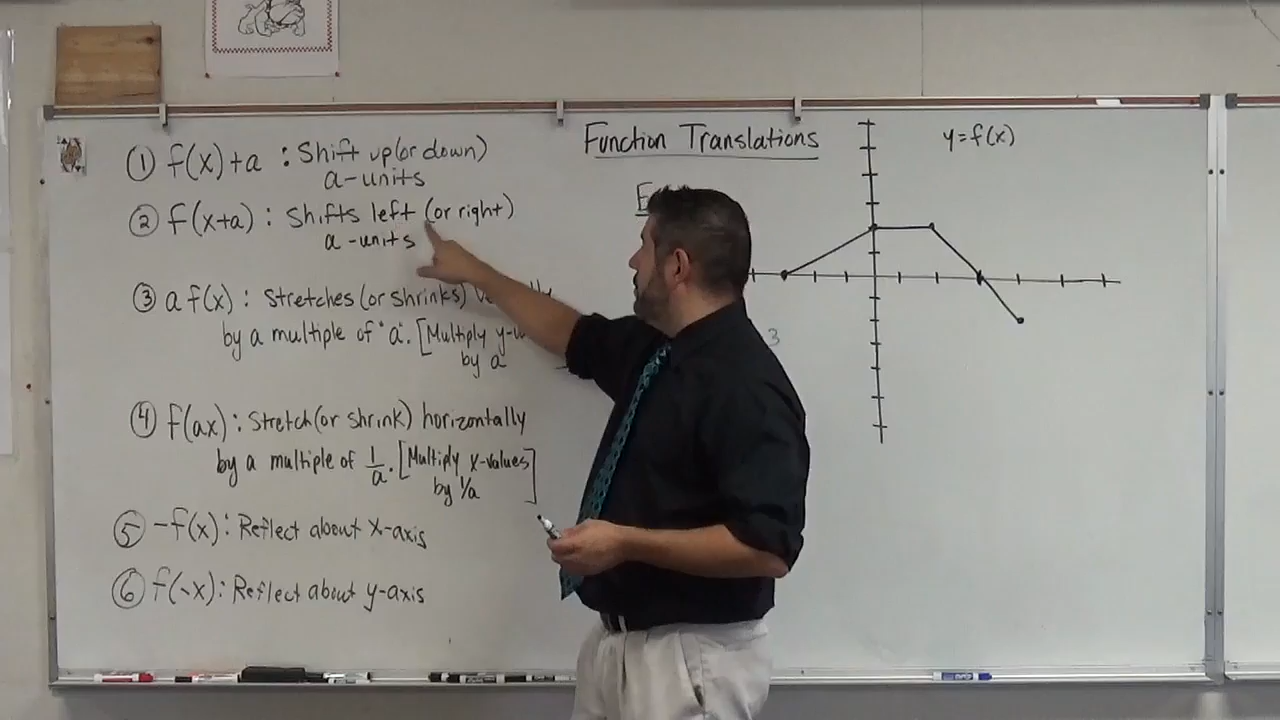 ① f(x)+a : Shift up(or down)
a-units
② f(x+a) : Shifts left (or right)
a-units
③ a f(x) : Stretches (or shrinks)
by a multiple of "a". [Multiply
by a
④ f(ax) : Stretch (or shrink) horizontally
by a multiple of 1/a. [Multiply x-values
by 1/a ]
⑤ -f(x) : Reflect about x-axis
⑥ f(-x) : Reflect about y-axis
Function Translations
y=f(x)
3